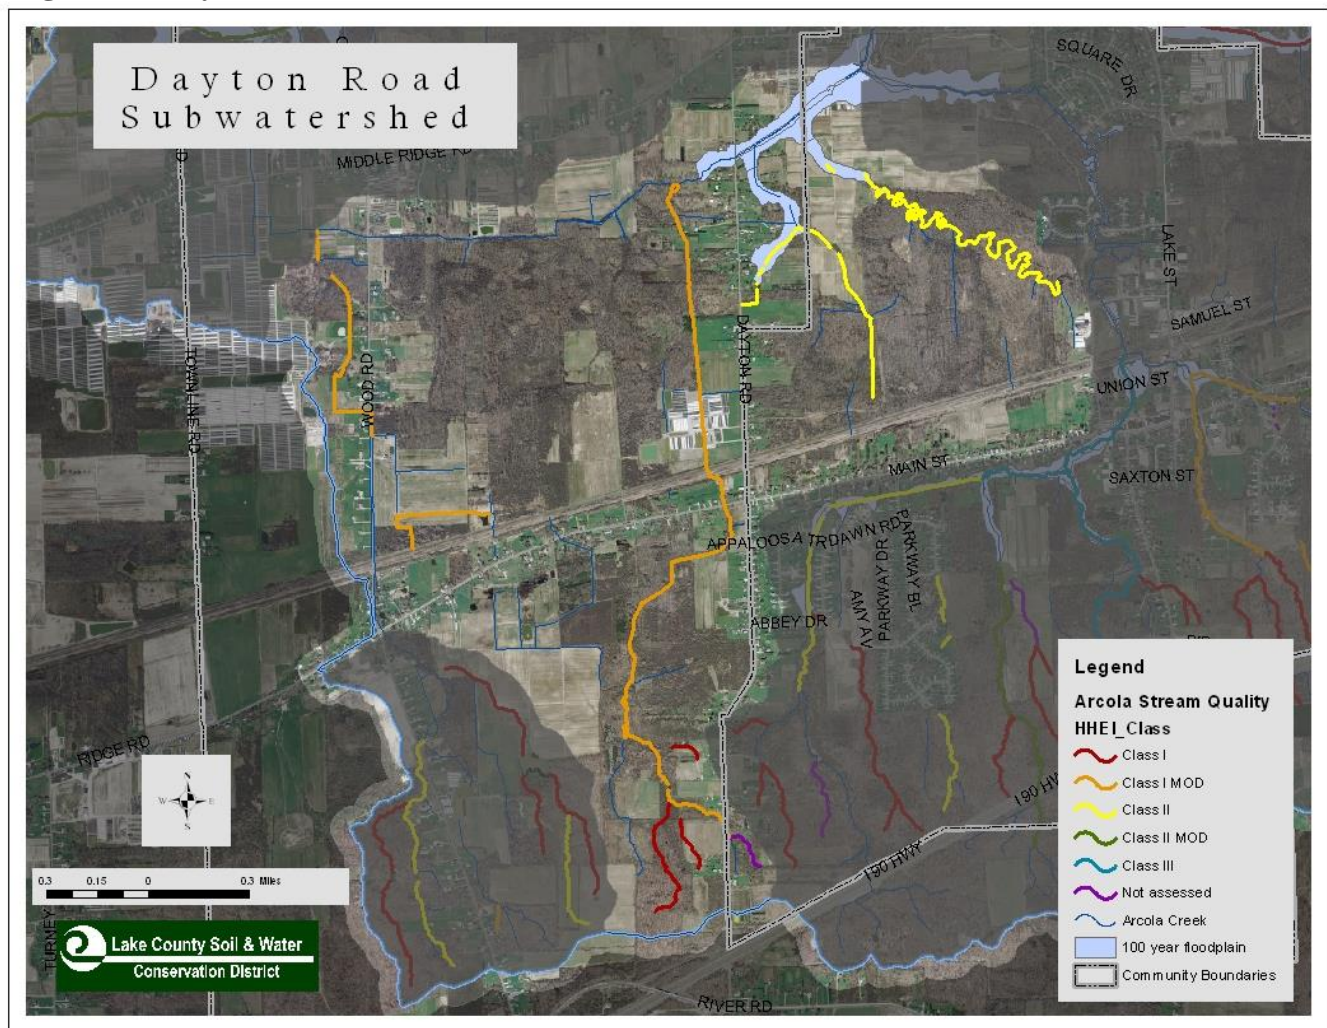 Dayton Road
Subwatershed
MIDDLE RIDGE RD
SQUARE DR
LAKE ST
SAMUEL ST
UNION ST
SAXTON ST
MAIN ST
DAYTON RD
WOOD RD
TOWNLINE RD
APPALOOSA TR
DAWN RD
PARKWAY DR
PARKWAY BL
AMY AV
ABBEY DR
RIDGE RD
I 90 HWY
I 90 HWY
RIVER RD
TURNEY
N
W E
S
0.3 0.15 0 0.3 Miles
Lake County Soil & Water
Conservation District
Legend
Arcola Stream Quality
HHEI_Class
Class I
Class I MOD
Class II
Class II MOD
Class III
Not assessed
Arcola Creek
100 year floodplain
Community Boundaries